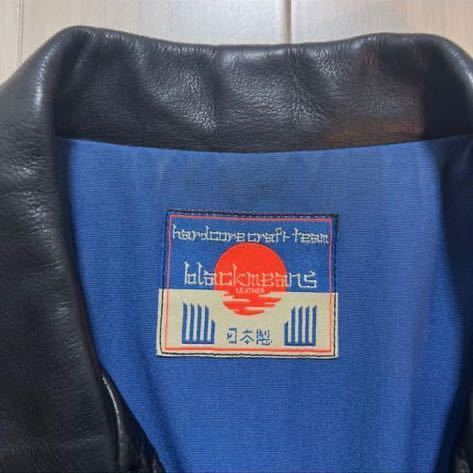 hardcore craft-team
blackmeans
LEATHER
日本製